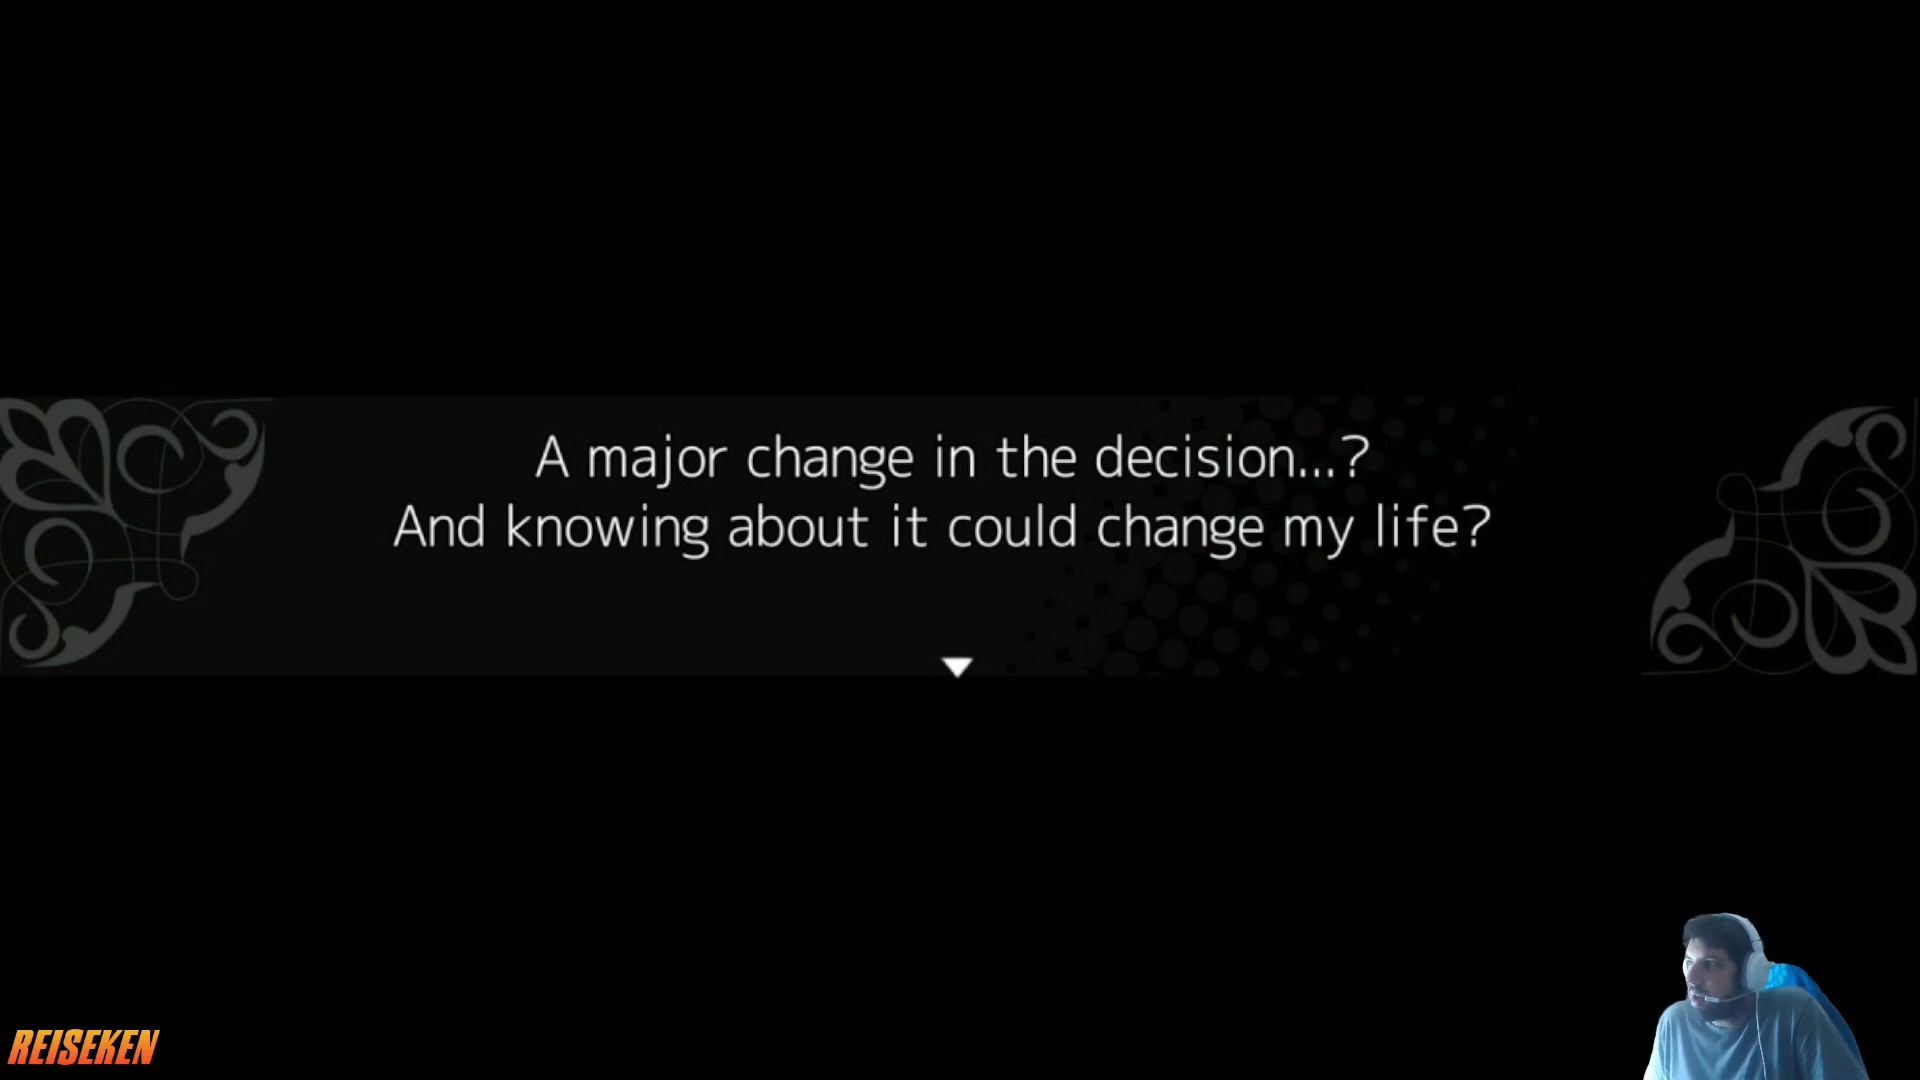 A major change in the decision...?
And knowing about it could change my life?
REISEKEN